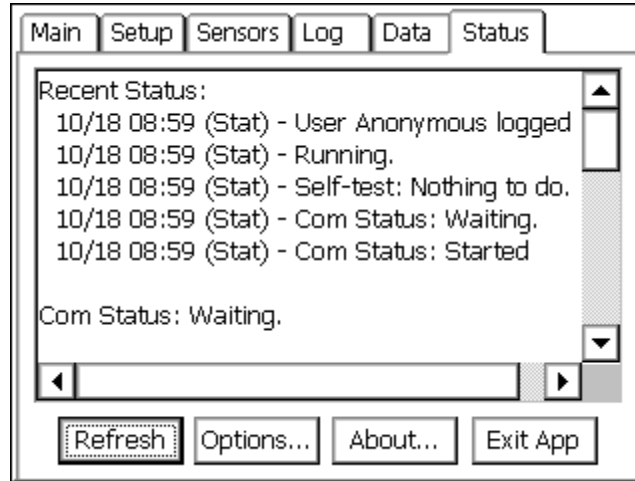 Main Setup Sensors Log Data Status
Recent Status:
10/18 08:59 (Stat) - User Anonymous logged
10/18 08:59 (Stat) - Running.
10/18 08:59 (Stat) - Self-test: Nothing to do.
10/18 08:59 (Stat) - Com Status: Waiting.
10/18 08:59 (Stat) - Com Status: Started
Com Status: Waiting.
Refresh Options... About... Exit App